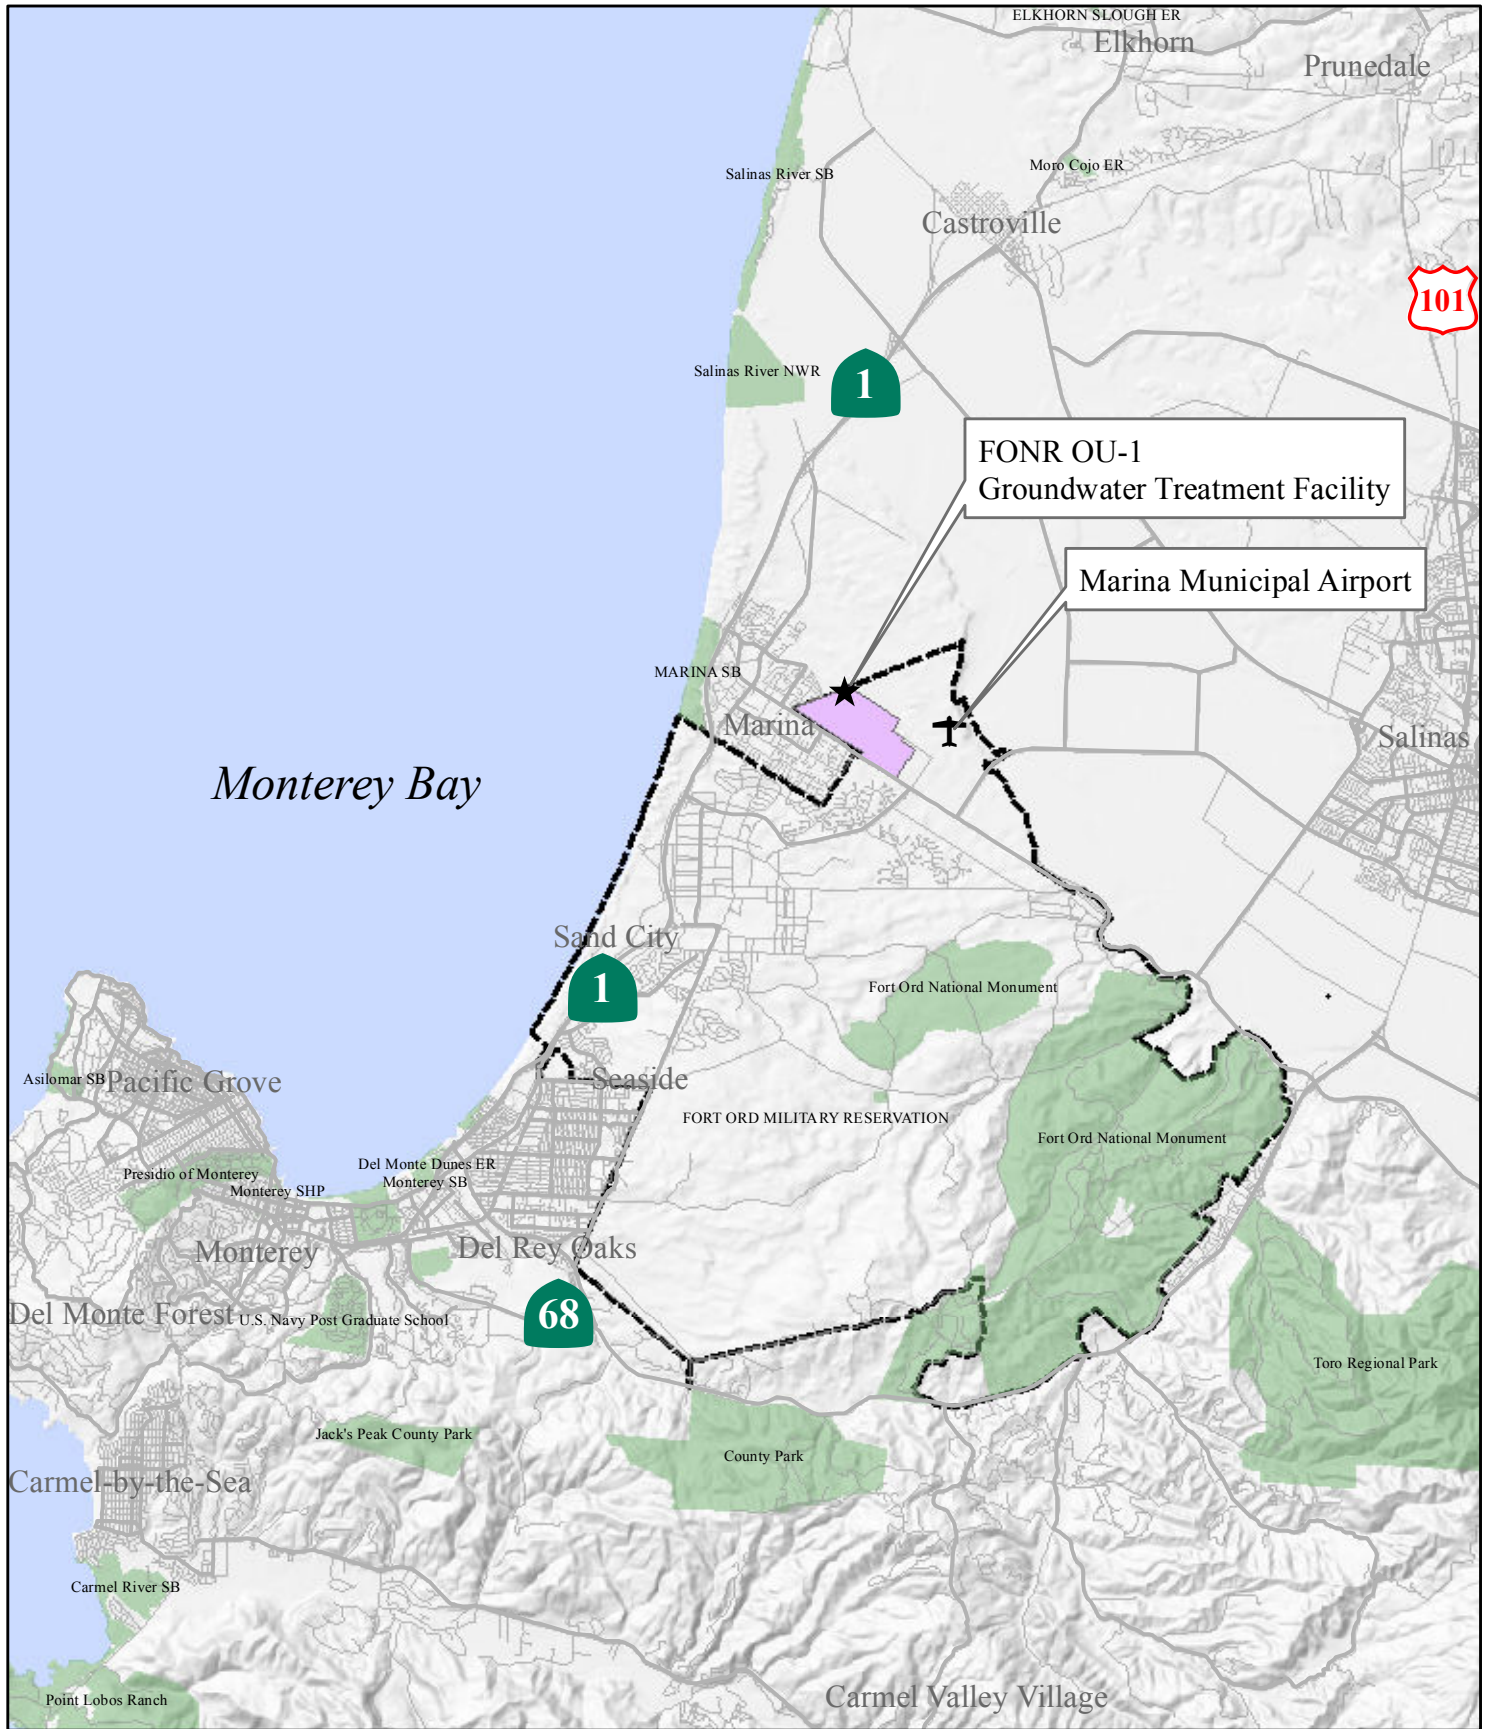 ELKHORN SLOUGH ER
Elkhorn
Prunedale
Moro Cojo ER
Salinas River SB
Castroville
101
Salinas River NWR
1
FONR OU-1
Groundwater Treatment Facility
Marina Municipal Airport
MARINA SB
Marina
Salinas
Monterey Bay
Sand City
1
Fort Ord National Monument
Asilomar SB
Pacific Grove
Seaside
FORT ORD MILITARY RESERVATION
Fort Ord National Monument
Presidio of Monterey
Del Monte Dunes ER
Monterey SB
Monterey SHP
Monterey
Del Rey Oaks
Del Monte Forest
U.S. Navy Post Graduate School
68
Toro Regional Park
Jack's Peak County Park
County Park
Carmel-by-the-Sea
Carmel River SB
Point Lobos Ranch
Carmel Valley Village